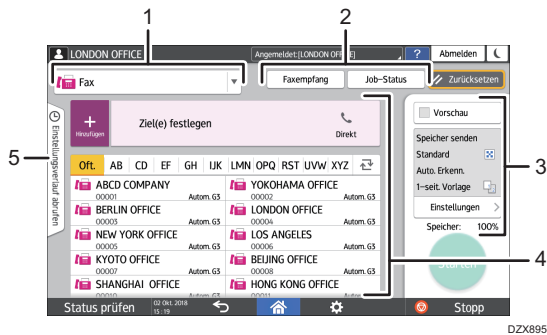 1
2
LONDON OFFICE
Angemeldet:[LONDON OFFICE]
?
Abmelden
Fax
Faxempfang
Job-Status
Zurücksetzen
Einstellungsverlauf abrufen
Hinzufügen
Ziel(e) festlegen
Direkt
Vorschau
Speicher senden
Standard
Auto. Erkenn.
1-seit. Vorlage
Einstellungen
Speicher: 100%
Starten
Oft. AB CD EF GH IJK LMN OPQ RST UVW XYZ
ABCD COMPANY
00001 Autom. G3
YOKOHAMA OFFICE
00002 Autom. G3
BERLIN OFFICE
00003 Autom. G3
LONDON OFFICE
00004 Autom. G3
NEW YORK OFFICE
00005 Autom. G3
LOS ANGELES
00006 Autom. G3
KYOTO OFFICE
00007 Autom. G3
BEIJING OFFICE
00008 Autom. G3
SHANGHAI OFFICE
HONG KONG OFFICE
5
3
4
Status prüfen
02 Okt. 2018
15 : 19
Stopp
DZX895